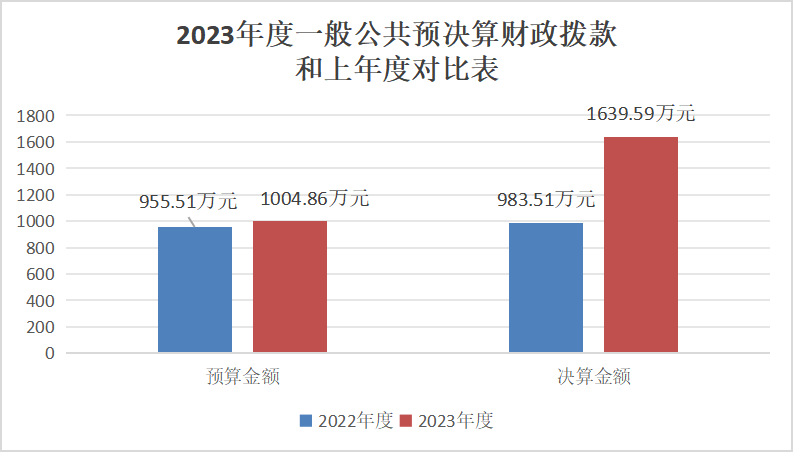 2023年度一般公共预决算财政拨款
和上年度对比表
1800
1600
1400
1200
1000
800
600
400
200
0
955.51万元
1004.86万元
983.51万元
1639.59万元
预算金额
决算金额
2022年度
2023年度